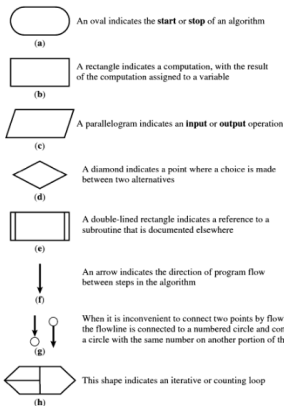 An oval indicates the start or stop of an algorithm
(a)
A rectangle indicates a computation, with the result
of the computation assigned to a variable
(b)
A parallelogram indicates an input or output operation
(c)
A diamond indicates a point where a choice is made
between two alternatives
(d)
A double-lined rectangle indicates a reference to a
subroutine that is documented elsewhere
(e)
An arrow indicates the direction of program flow
between steps in the algorithm
(f)
When it is inconvenient to connect two points by flow
the flowline is connected to a numbered circle and con
a circle with the same number on another portion of th
(g)
This shape indicates an iterative or counting loop
(h)